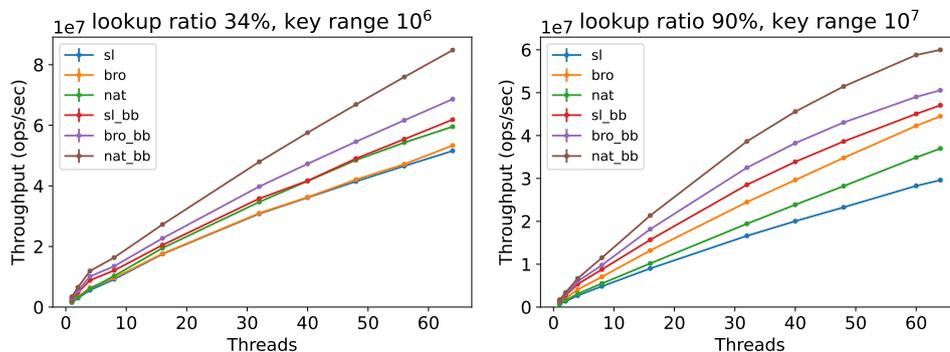 1e7 lookup ratio 34%, key range 10⁶
sl
bro
nat
sl_bb
bro_bb
nat_bb
Throughput (ops/sec)
8
6
4
2
0
0 10 20 30 40 50 60
Threads
1e7 lookup ratio 90%, key range 10⁷
sl
bro
nat
sl_bb
bro_bb
nat_bb
Throughput (ops/sec)
6
5
4
3
2
1
0
0 10 20 30 40 50 60
Threads